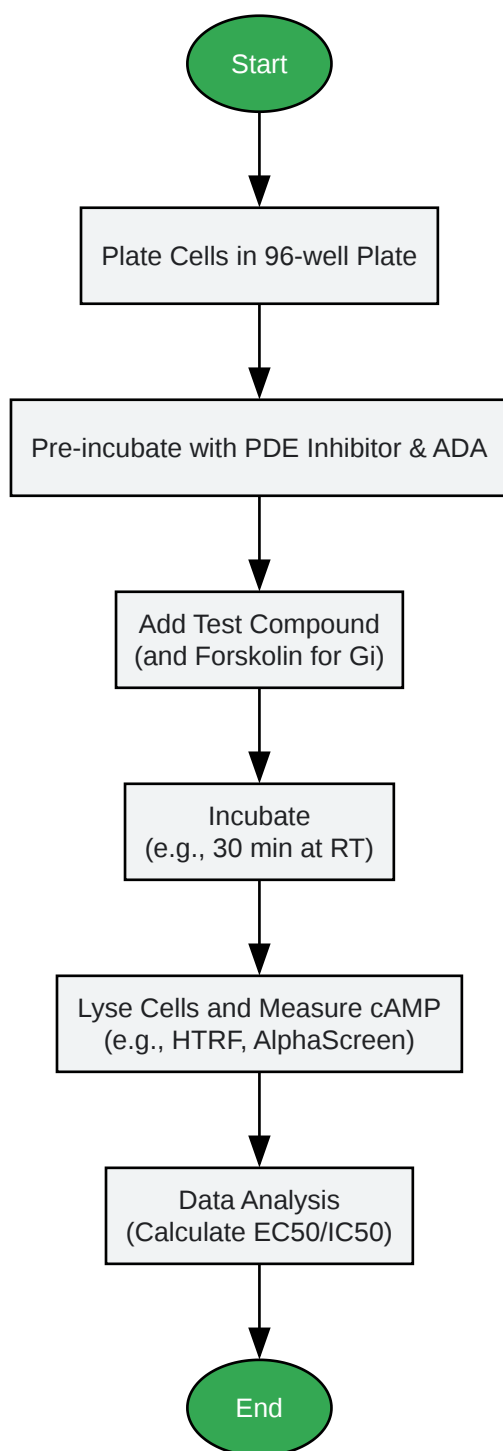 Start
Plate Cells in 96-well Plate
Pre-incubate with PDE Inhibitor & ADA
Add Test Compound
(and Forskolin for Gi)
Incubate
(e.g., 30 min at RT)
Lyse Cells and Measure cAMP
(e.g., HTRF, AlphaScreen)
Data Analysis
(Calculate EC50/IC50)
End